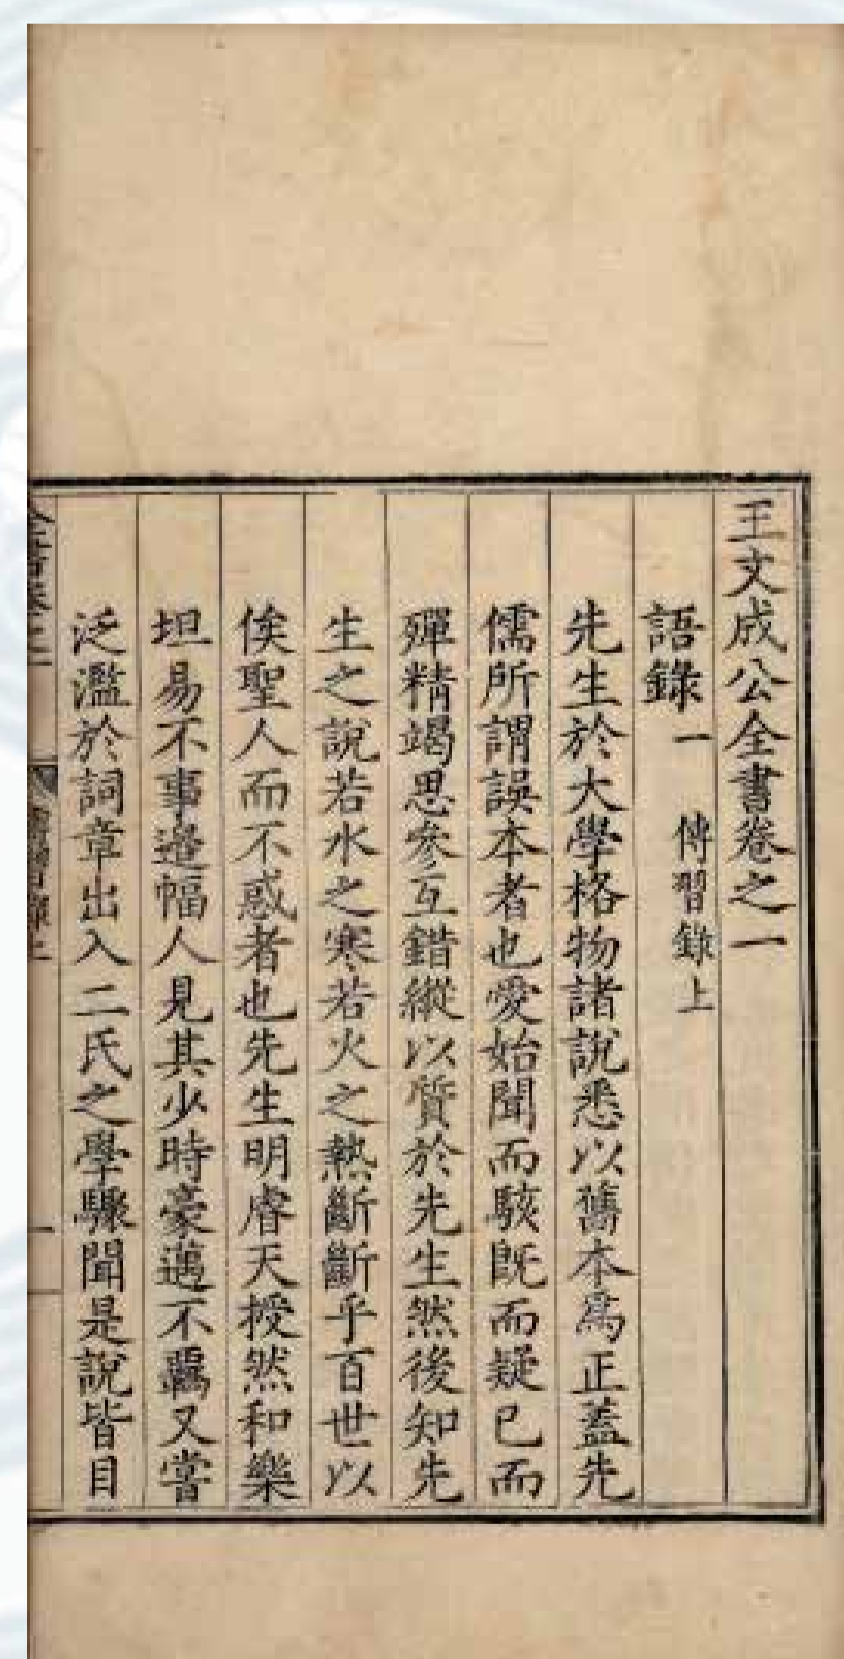 王文成公全書卷之一
語錄一　傳習錄上
先生於大學格物諸說悉以舊本爲正蓋先
儒所謂誤本者也愛始聞而駭既而疑已而
殫精竭思參互錯縱以質於先生然後知先
生之說若水之寒若火之熱斷斷乎百世以
俟聖人而不惑者也先生明睿天授然和樂
坦易不事邊幅人見其少時豪邁不羈又嘗
泛濫於詞章出入二氏之學驟聞是說皆目